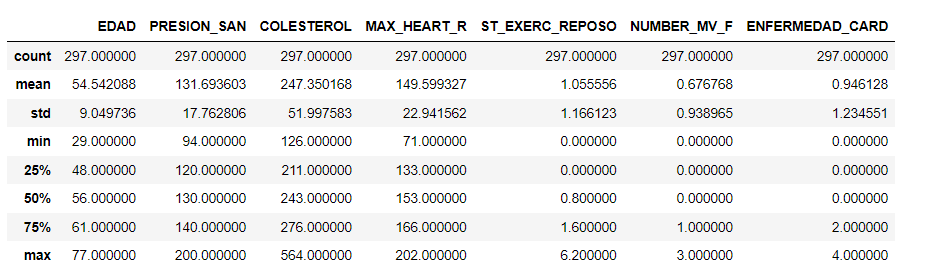 EDAD PRESION_SAN COLESTEROL MAX_HEART_R ST_EXERC_REPOSO NUMBER_MV_F ENFERMEDAD_CARD
count 297.000000 297.000000 297.000000 297.000000 297.000000 297.000000 297.000000
mean 54.542088 131.693603 247.350168 149.599327 1.055556 0.676768 0.946128
std 9.049736 17.762806 51.997583 22.941562 1.166123 0.938965 1.234551
min 29.000000 94.000000 126.000000 71.000000 0.000000 0.000000 0.000000
25% 48.000000 120.000000 211.000000 133.000000 0.000000 0.000000 0.000000
50% 56.000000 130.000000 243.000000 153.000000 0.800000 0.000000 0.000000
75% 61.000000 140.000000 276.000000 166.000000 1.600000 1.000000 2.000000
max 77.000000 200.000000 564.000000 202.000000 6.200000 3.000000 4.000000